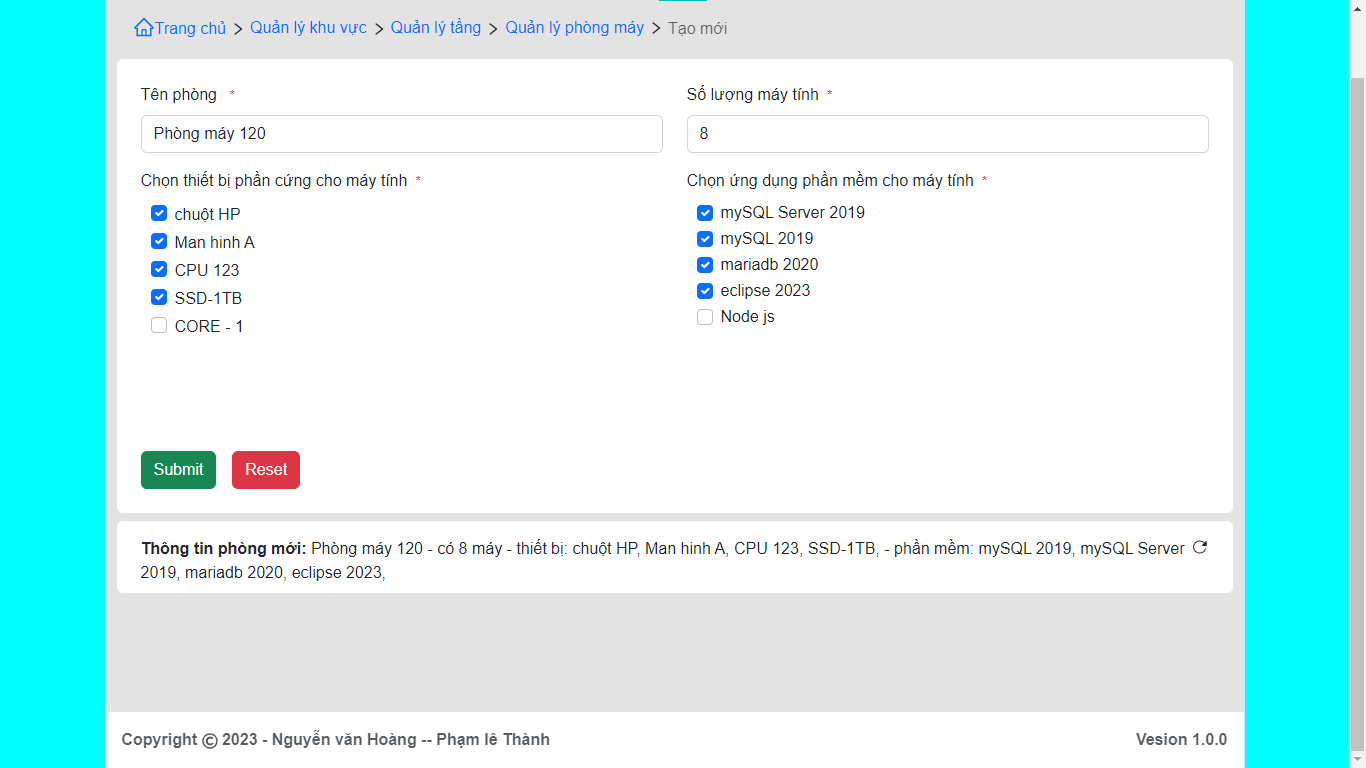 Trang chủ > Quản lý khu vực > Quản lý tầng > Quản lý phòng máy > Tạo mới
Tên phòng *
Phòng máy 120
Số lượng máy tính *
8
Chọn thiết bị phần cứng cho máy tính *
chuột HP
Man hinh A
CPU 123
SSD-1TB
CORE - 1
Chọn ứng dụng phần mềm cho máy tính *
mySQL Server 2019
mySQL 2019
mariadb 2020
eclipse 2023
Node js
Submit
Reset
Thông tin phòng mới: Phòng máy 120 - có 8 máy - thiết bị: chuột HP, Man hinh A, CPU 123, SSD-1TB, - phần mềm: mySQL 2019, mySQL Server
2019, mariadb 2020, eclipse 2023,
Copyright © 2023 - Nguyễn văn Hoàng -- Phạm lê Thành
Vesion 1.0.0